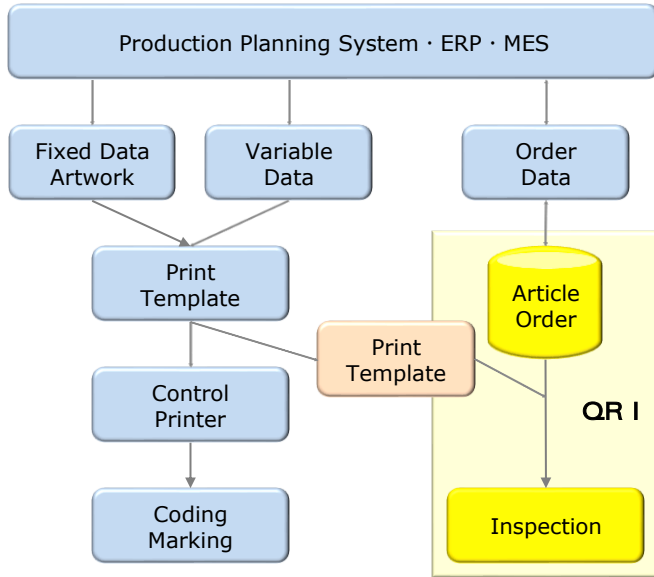 Production Planning System · ERP · MES
Fixed Data
Artwork
Variable
Data
Order
Data
Print
Template
Article
Order
Print
Template
Control
Printer
QR I
Coding
Marking
Inspection